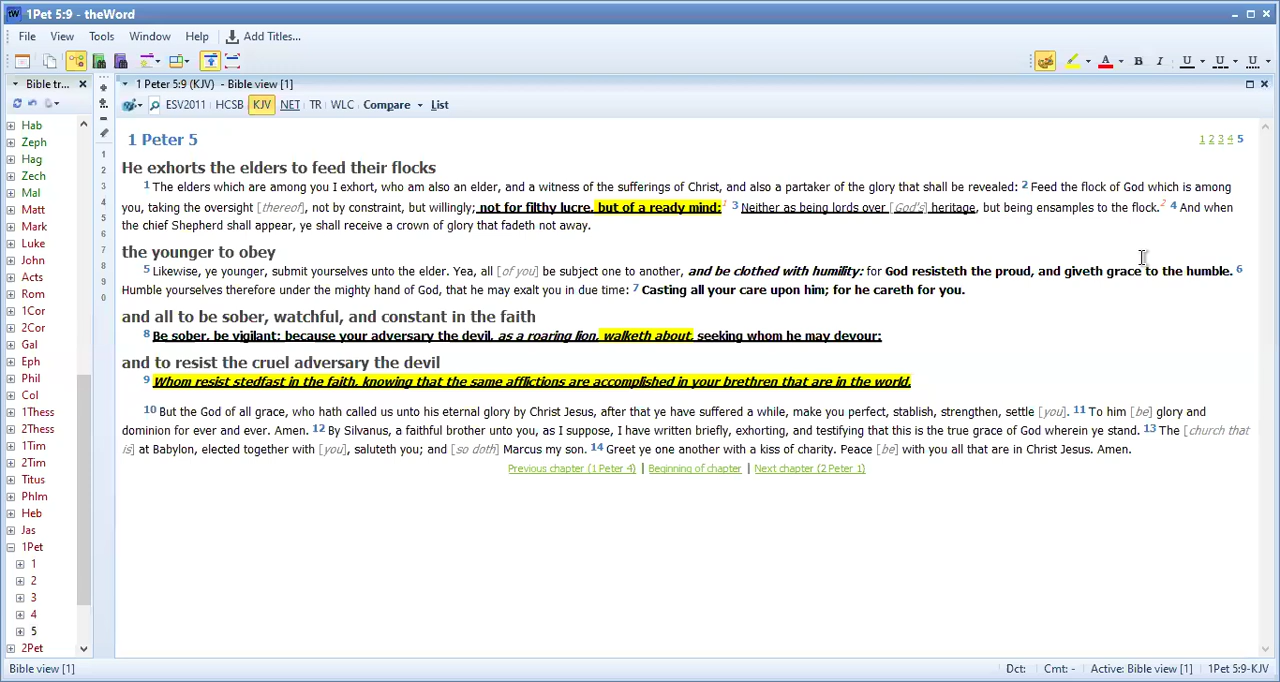 1Pet 5:9 - theWord
File View Tools Window Help Add Titles...
B I U U U
Bible tr...
1 Peter 5:9 (KJV) - Bible view [1]
ESV2011 HCSB KJV NET TR WLC Compare List
Hab
Zeph
Hag
Zech
Mal
Matt
Mark
Luke
John
Acts
Rom
1Cor
2Cor
Gal
Eph
Phil
Col
1Thess
2Thess
1Tim
2Tim
Titus
Phlm
Heb
Jas
1Pet
1
2
3
4
5
2Pet
1
2
3
4
5
6
7
8
9
0
1 Peter 5
1 2 3 4 5
He exhorts the elders to feed their flocks
1 The elders which are among you I exhort, who am also an elder, and a witness of the sufferings of Christ, and also a partaker of the glory that shall be revealed: 2 Feed the flock of God which is among
you, taking the oversight [thereof], not by constraint, but willingly; not for filthy lucre, but of a ready mind; 1 3 Neither as being lords over [God's] heritage, but being ensamples to the flock. 2 4 And when
the chief Shepherd shall appear, ye shall receive a crown of glory that fadeth not away.
the younger to obey
5 Likewise, ye younger, submit yourselves unto the elder. Yea, all [of you] be subject one to another, and be clothed with humility: for God resisteth the proud, and giveth grace to the humble. 6
Humble yourselves therefore under the mighty hand of God, that he may exalt you in due time: 7 Casting all your care upon him; for he careth for you.
and all to be sober, watchful, and constant in the faith
8 Be sober, be vigilant; because your adversary the devil, as a roaring lion, walketh about, seeking whom he may devour:
and to resist the cruel adversary the devil
9 Whom resist stedfast in the faith, knowing that the same afflictions are accomplished in your brethren that are in the world.
10 But the God of all grace, who hath called us unto his eternal glory by Christ Jesus, after that ye have suffered a while, make you perfect, stablish, strengthen, settle [you]. 11 To him [be] glory and
dominion for ever and ever. Amen. 12 By Silvanus, a faithful brother unto you, as I suppose, I have written briefly, exhorting, and testifying that this is the true grace of God wherein ye stand. 13 The [church that
is] at Babylon, elected together with [you], saluteth you; and [so doth] Marcus my son. 14 Greet ye one another with a kiss of charity. Peace [be] with you all that are in Christ Jesus. Amen.
Previous chapter (1 Peter 4) | Beginning of chapter | Next chapter (2 Peter 1)
Bible view [1] Dct: Cmt: - Active: Bible view [1] 1Pet 5:9-KJV